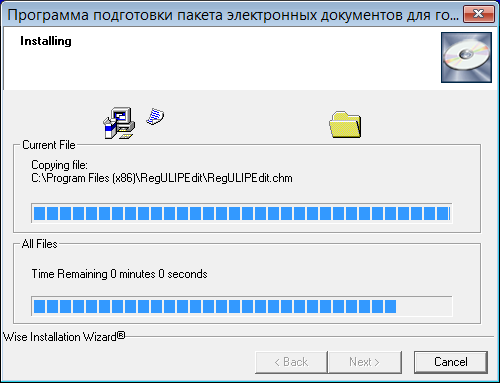 Программа подготовки пакета электронных документов для го...
Installing
Current File
Copying file:
C:\Program Files (x86)\RegULIPEdit\RegULIPEdit.chm
All Files
Time Remaining 0 minutes 0 seconds
Wise Installation Wizard®
< Back Next > Cancel